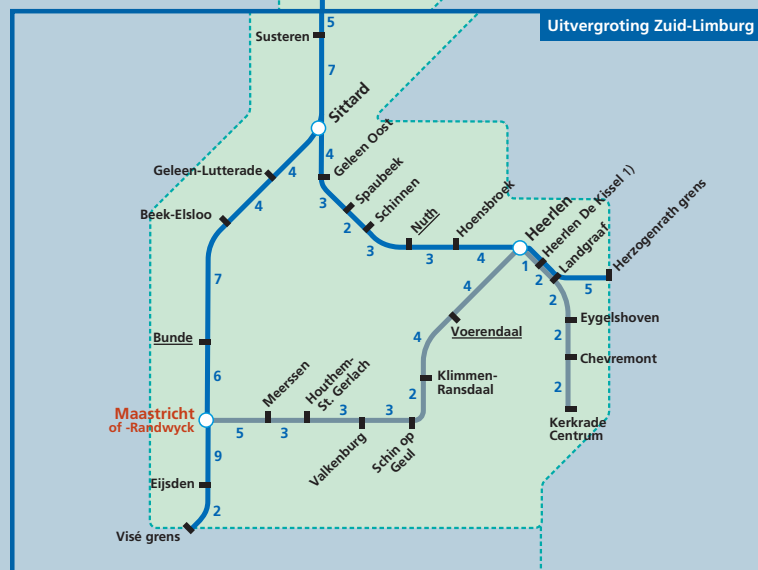 Uitvergroting Zuid-Limburg
5
Susteren
7
Sittard
4
Geleen Oost
Geleen-Lutterade
4
4
3
Spaubeek
Beek-Elsloo
2
Schinnen
3
Nuth
3
Hoensbroek
4
Heerlen
Heerlen De Kissel 1)
Landgraaf
Herzogenrath grens
1
2
5
7
4
2
Eygelshoven
Voerendaal
4
2
Chevremont
Bunde
6
Klimmen-
Ransdaal
2
2
Kerkrade
Centrum
Meerssen
Houthem-
St. Gerlach
Maastricht
of -Randwyck
5
3
3
3
Valkenburg
Schin op
Geul
9
Eijsden
2
Visé grens